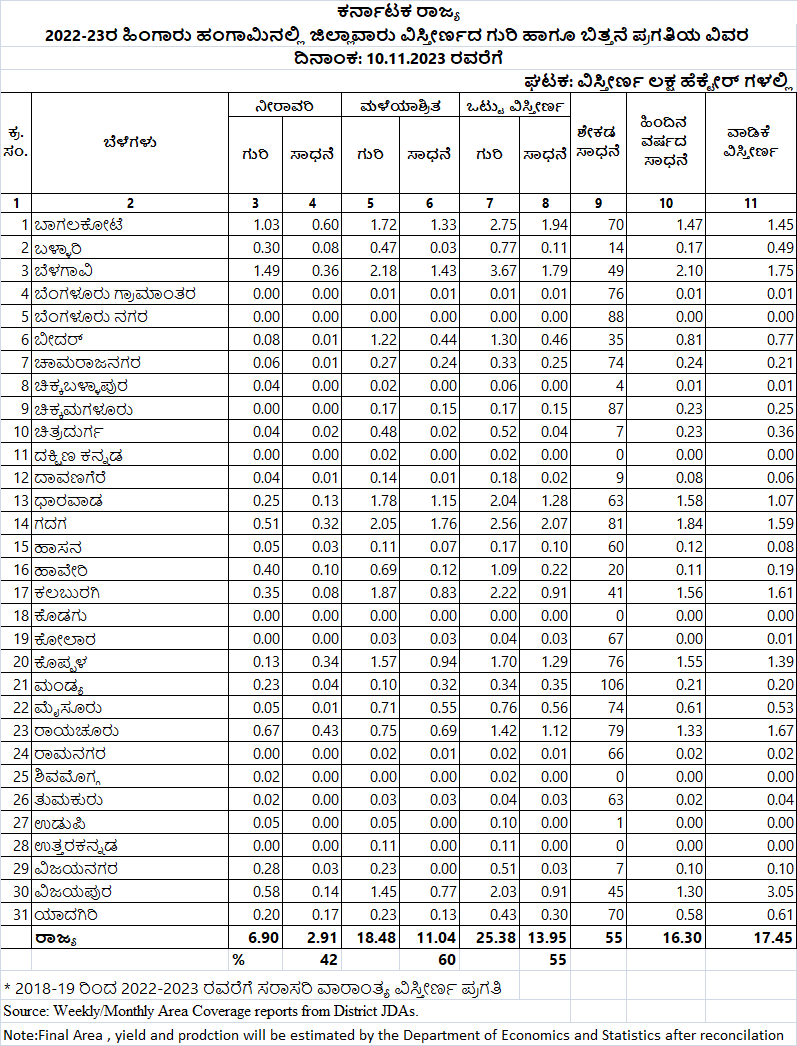 ಕರ್ನಾಟಕ ರಾಜ್ಯ
2022-23ರ ಹಿಂಗಾರು ಹಂಗಾಮಿನಲ್ಲಿ ಜಿಲ್ಲಾವಾರು ವಿಸ್ತೀರ್ಣದ ಗುರಿ ಹಾಗೂ ಬಿತ್ತನೆ ಪ್ರಗತಿಯ ವಿವರ
ದಿನಾಂಕ: 10.11.2023 ರವರೆಗೆ
ಘಟಕ: ವಿಸ್ತೀರ್ಣ ಲಕ್ಷ ಹೆಕ್ಟೇರ್ ಗಳಲ್ಲಿ
ಕ್ರ. ಸಂ. ಬೆಳೆಗಳು ನೀರಾವರಿ ಮಳೆಯಾಶ್ರಿತ ಒಟ್ಟು ವಿಸ್ತೀರ್ಣ ಶೇಕಡ ಸಾಧನೆ ಹಿಂದಿನ ವರ್ಷದ ಸಾಧನೆ ವಾಡಿಕೆ ವಿಸ್ತೀರ್ಣ
ಗುರಿ ಸಾಧನೆ ಗುರಿ ಸಾಧನೆ ಗುರಿ ಸಾಧನೆ
1 2 3 4 5 6 7 8 9 10 11
1 ಬಾಗಲಕೋಟೆ 1.03 0.60 1.72 1.33 2.75 1.94 70 1.47 1.45
2 ಬಳ್ಳಾರಿ 0.30 0.08 0.47 0.03 0.77 0.11 14 0.17 0.49
3 ಬೆಳಗಾವಿ 1.49 0.36 2.18 1.43 3.67 1.79 49 2.10 1.75
4 ಬೆಂಗಳೂರು ಗ್ರಾಮಾಂತರ 0.00 0.00 0.01 0.01 0.01 0.01 76 0.01 0.01
5 ಬೆಂಗಳೂರು ನಗರ 0.00 0.00 0.00 0.00 0.00 0.00 88 0.00 0.00
6 ಬೀದರ್ 0.08 0.01 1.22 0.44 1.30 0.46 35 0.81 0.77
7 ಚಾಮರಾಜನಗರ 0.06 0.01 0.27 0.24 0.33 0.25 74 0.24 0.21
8 ಚಿಕ್ಕಬಳ್ಳಾಪುರ 0.04 0.00 0.02 0.00 0.06 0.00 4 0.01 0.01
9 ಚಿಕ್ಕಮಗಳೂರು 0.00 0.00 0.17 0.15 0.17 0.15 87 0.23 0.25
10 ಚಿತ್ರದುರ್ಗ 0.04 0.02 0.48 0.02 0.52 0.04 7 0.23 0.36
11 ದಕ್ಷಿಣ ಕನ್ನಡ 0.00 0.00 0.02 0.00 0.02 0.00 0 0.00 0.00
12 ದಾವಣಗೆರೆ 0.04 0.01 0.14 0.01 0.18 0.02 9 0.08 0.06
13 ಧಾರವಾಡ 0.25 0.13 1.78 1.15 2.04 1.28 63 1.58 1.07
14 ಗದಗ 0.51 0.32 2.05 1.76 2.56 2.07 81 1.84 1.59
15 ಹಾಸನ 0.05 0.03 0.11 0.07 0.17 0.10 60 0.12 0.08
16 ಹಾವೇರಿ 0.40 0.10 0.69 0.12 1.09 0.22 20 0.11 0.19
17 ಕಲಬುರಗಿ 0.35 0.08 1.87 0.83 2.22 0.91 41 1.56 1.61
18 ಕೊಡಗು 0.00 0.00 0.00 0.00 0.00 0.00 0 0.00 0.00
19 ಕೋಲಾರ 0.00 0.00 0.03 0.03 0.04 0.03 67 0.00 0.01
20 ಕೊಪ್ಪಳ 0.13 0.34 1.57 0.94 1.70 1.29 76 1.55 1.39
21 ಮಂಡ್ಯ 0.23 0.04 0.10 0.32 0.34 0.35 106 0.21 0.20
22 ಮೈಸೂರು 0.05 0.01 0.71 0.55 0.76 0.56 74 0.61 0.53
23 ರಾಯಚೂರು 0.67 0.43 0.75 0.69 1.42 1.12 79 1.33 1.67
24 ರಾಮನಗರ 0.00 0.00 0.02 0.01 0.02 0.01 66 0.02 0.02
25 ಶಿವಮೊಗ್ಗ 0.02 0.00 0.00 0.00 0.02 0.00 0 0.00 0.00
26 ತುಮಕುರು 0.02 0.00 0.03 0.03 0.04 0.03 63 0.02 0.04
27 ಉಡುಪಿ 0.05 0.00 0.05 0.00 0.10 0.00 1 0.00 0.00
28 ಉತ್ತರಕನ್ನಡ 0.00 0.00 0.11 0.00 0.11 0.00 0 0.00 0.00
29 ವಿಜಯನಗರ 0.28 0.03 0.23 0.00 0.51 0.03 7 0.10 0.10
30 ವಿಜಯಪುರ 0.58 0.14 1.45 0.77 2.03 0.91 45 1.30 3.05
31 ಯಾದಗಿರಿ 0.20 0.17 0.23 0.13 0.43 0.30 70 0.58 0.61
ರಾಜ್ಯ 6.90 2.91 18.48 11.04 25.38 13.95 55 16.30 17.45
% 42 60 55
* 2018-19 ರಿಂದ 2022-2023 ರವರೆಗೆ ಸರಾಸರಿ ವಾರಾಂತ್ಯ ವಿಸ್ತೀರ್ಣ ಪ್ರಗತಿ
Source: Weekly/Monthly Area Coverage reports from District JDAs.
Note:Final Area , yield and prodction will be estimated by the Department of Economics and Statistics after reconcilation